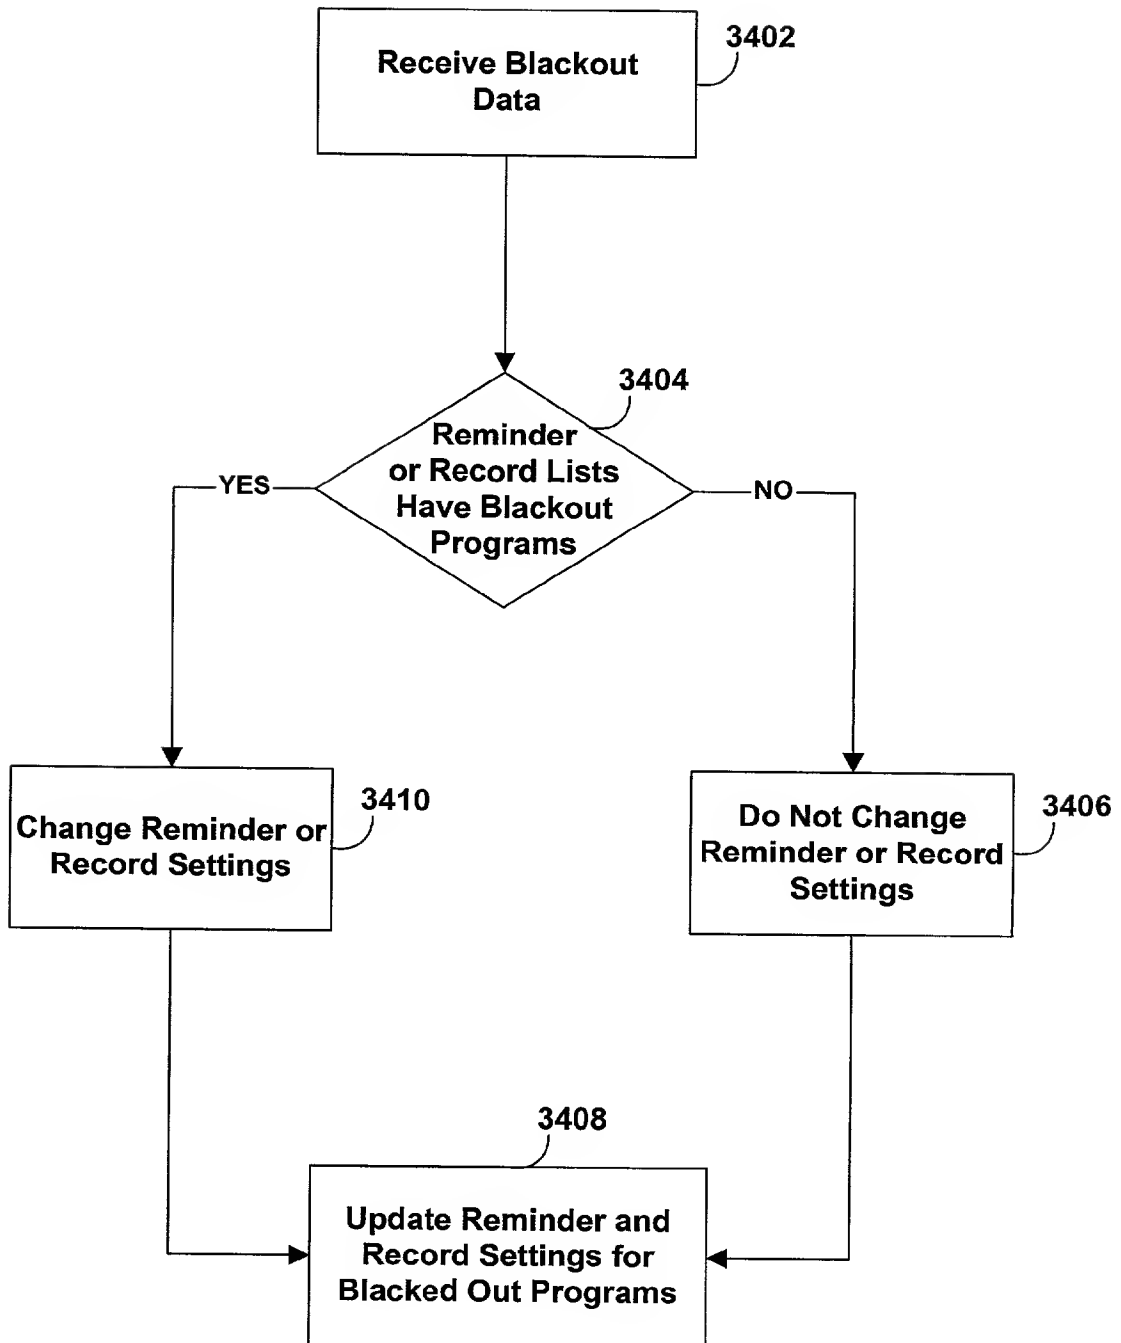 3402
Receive Blackout
Data
3404
Reminder
or Record Lists
Have Blackout
Programs
YES
NO
3410
Change Reminder or
Record Settings
3406
Do Not Change
Reminder or Record
Settings
3408
Update Reminder and
Record Settings for
Blacked Out Programs